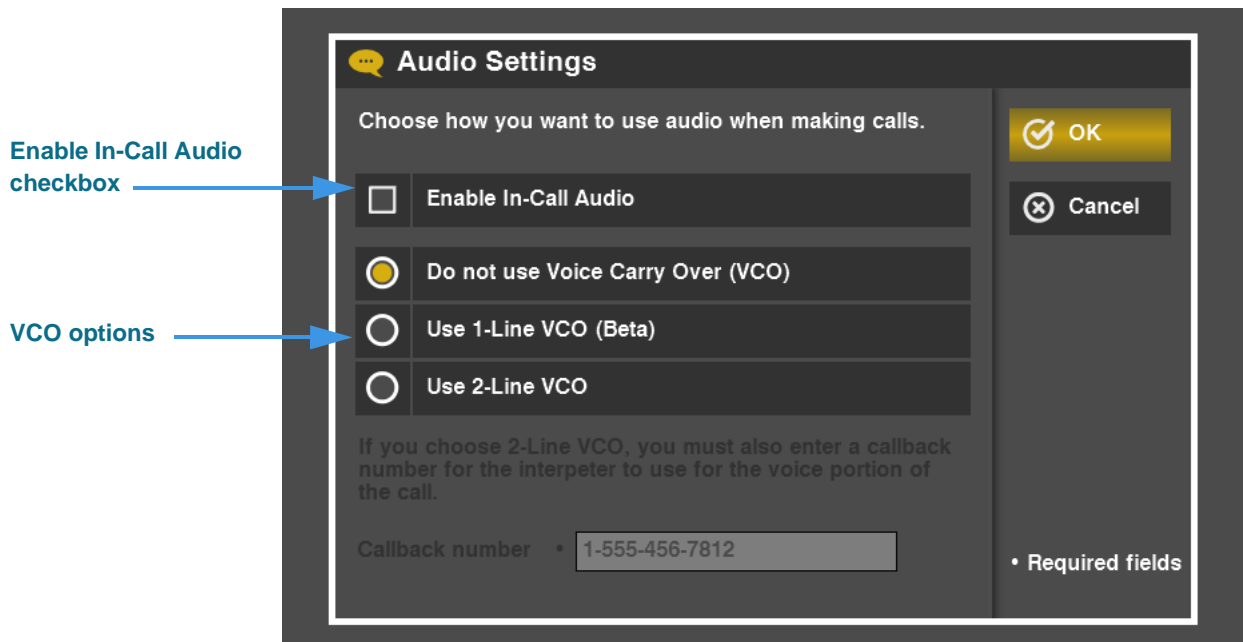 Audio Settings
Choose how you want to use audio when making calls.
OK
Enable In-Call Audio
checkbox
Enable In-Call Audio
Cancel
Do not use Voice Carry Over (VCO)
VCO options
Use 1-Line VCO (Beta)
Use 2-Line VCO
If you choose 2-Line VCO, you must also enter a callback
number for the interpeter to use for the voice portion of
the call.
Callback number • 1-555-456-7812
• Required fields